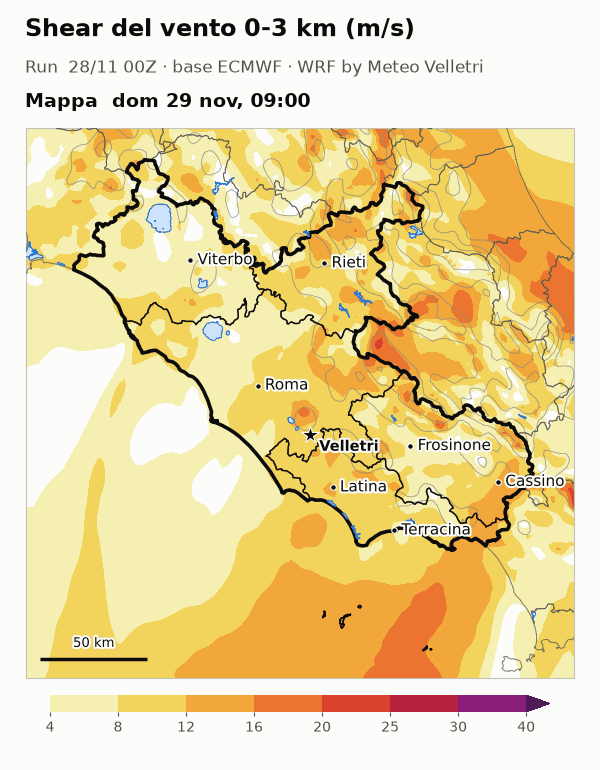 Shear del vento 0-3 km (m/s)
Run  28/11 00Z · base ECMWF · WRF by Meteo Velletri
Mappa  dom 29 nov, 09:00
Viterbo
Rieti
Roma
Velletri
Frosinone
Cassino
Latina
Terracina
50 km
4 8 12 16 20 25 30 40